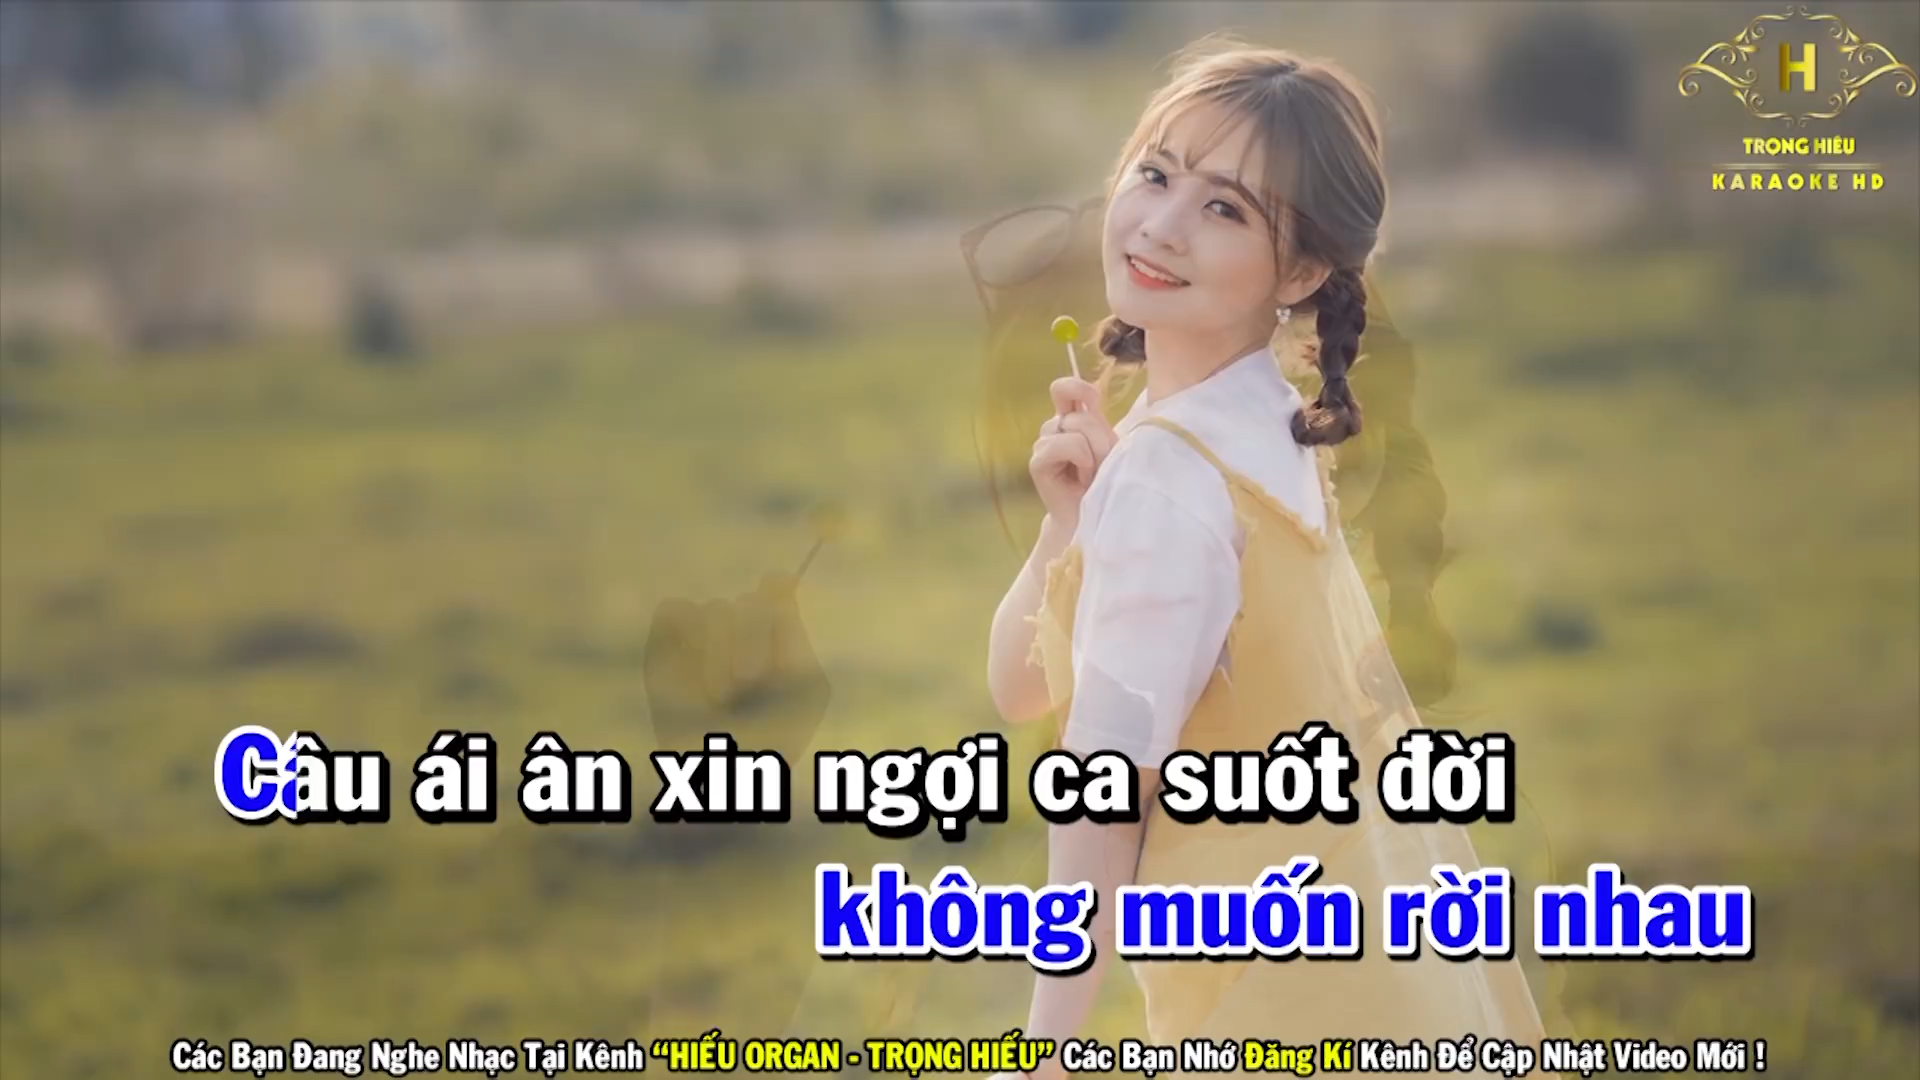 H
TRỌNG HIẾU
KARAOKE HD
Câu ái ân xin ngợi ca suốt đời
không muốn rời nhau
Các Bạn Đang Nghe Nhạc Tại Kênh “HIẾU ORGAN - TRỌNG HIẾU” Các Bạn Nhớ Đăng Kí Kênh Để Cập Nhật Video Mới !